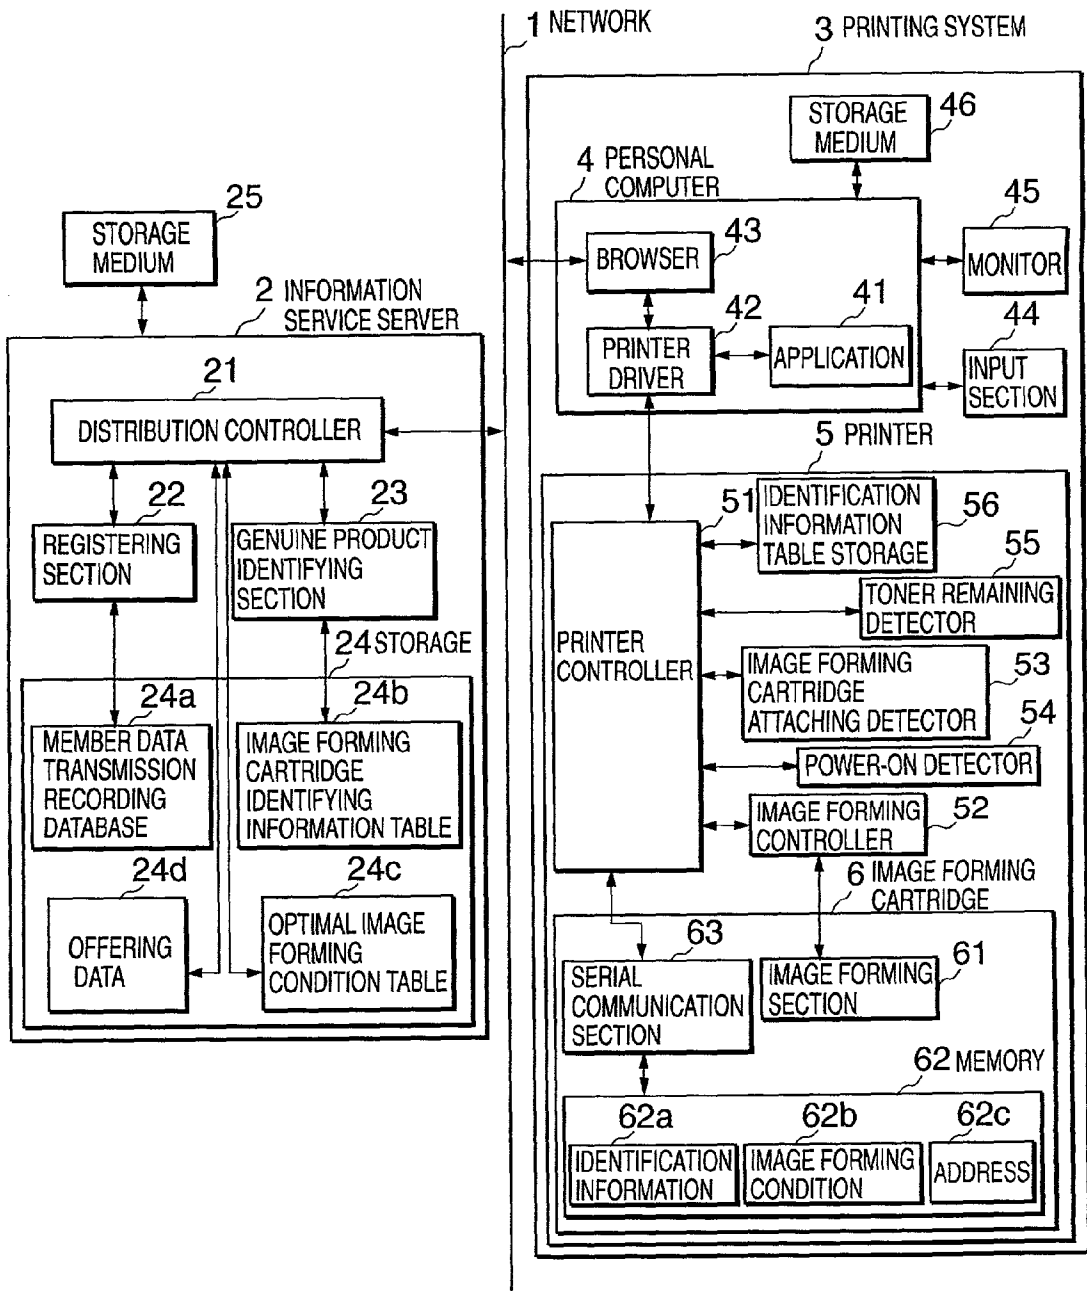 1 NETWORK
3 PRINTING SYSTEM
STORAGE
MEDIUM
46
4 PERSONAL
COMPUTER
25
STORAGE
MEDIUM
45
MONITOR
43
BROWSER
2 INFORMATION
SERVICE SERVER
42
PRINTER
DRIVER
41
APPLICATION
44
INPUT
SECTION
21
DISTRIBUTION CONTROLLER
5 PRINTER
22
REGISTERING
SECTION
23
GENUINE PRODUCT
IDENTIFYING
SECTION
51
PRINTER
CONTROLLER
IDENTIFICATION
INFORMATION
TABLE STORAGE
56
55
TONER REMAINING
DETECTOR
24 STORAGE
IMAGE FORMING
CARTRIDGE
ATTACHING DETECTOR
53
24a
MEMBER DATA
TRANSMISSION
RECORDING
DATABASE
24b
IMAGE FORMING
CARTRIDGE
IDENTIFYING
INFORMATION TABLE
54
POWER-ON DETECTOR
IMAGE FORMING
CONTROLLER
52
24d
OFFERING
DATA
24c
OPTIMAL IMAGE
FORMING
CONDITION TABLE
6 IMAGE FORMING
CARTRIDGE
63
SERIAL
COMMUNICATION
SECTION
IMAGE FORMING
SECTION
61
62 MEMORY
62a
IDENTIFICATION
INFORMATION
62b
IMAGE FORMING
CONDITION
62c
ADDRESS